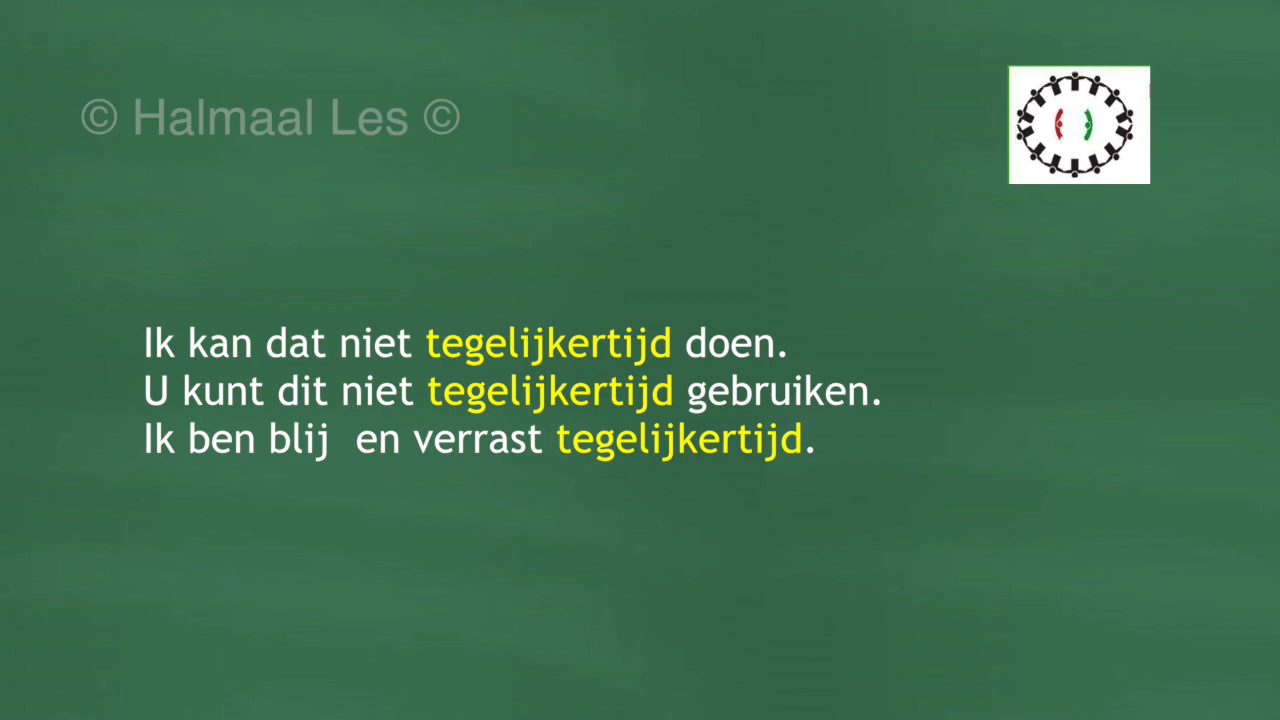 © Halmaal Les ©
Ik kan dat niet tegelijkertijd doen.
U kunt dit niet tegelijkertijd gebruiken.
Ik ben blij  en verrast tegelijkertijd.